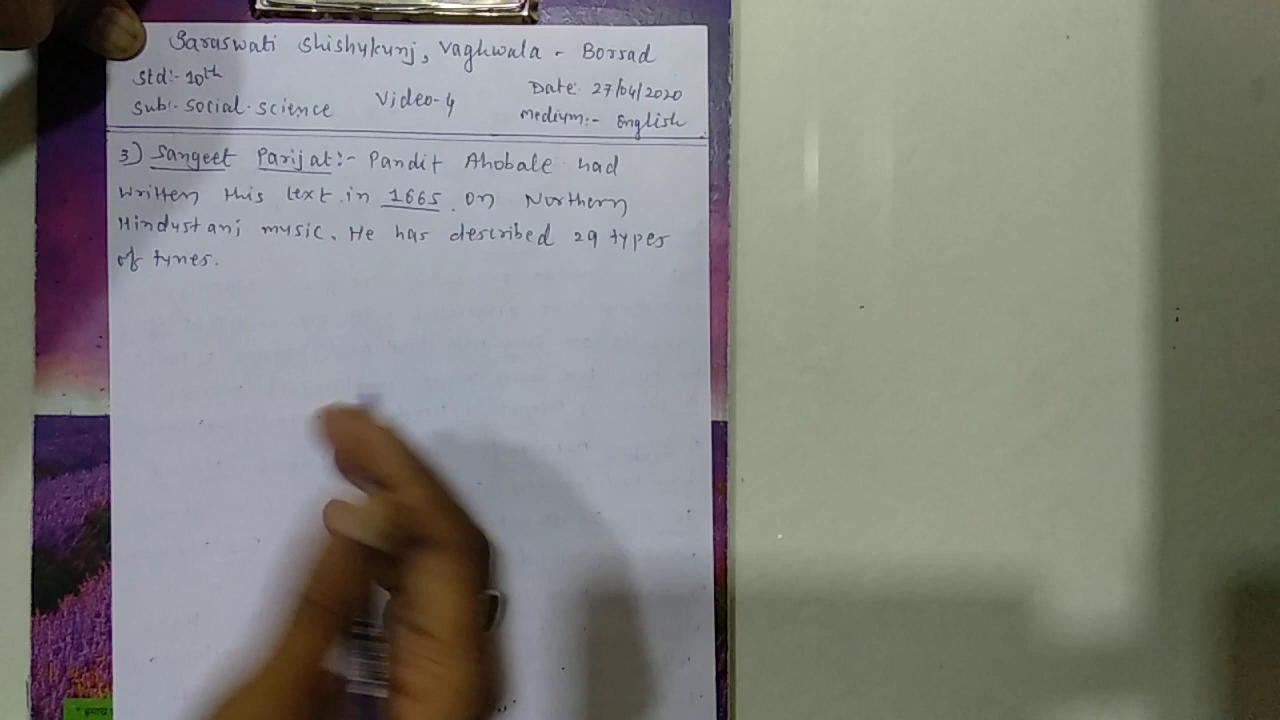 Saraswati Shishukunj, Vaghwala - Borsad
Std:- 10th
Date: 27/04/2020
Sub:- Social Science
Video-4
Medium:- English
3) Sangeet Parijat:- Pandit Ahobale had
written this text in 1665 on Northern
Hindustani music. He has described 29 types
of tunes.